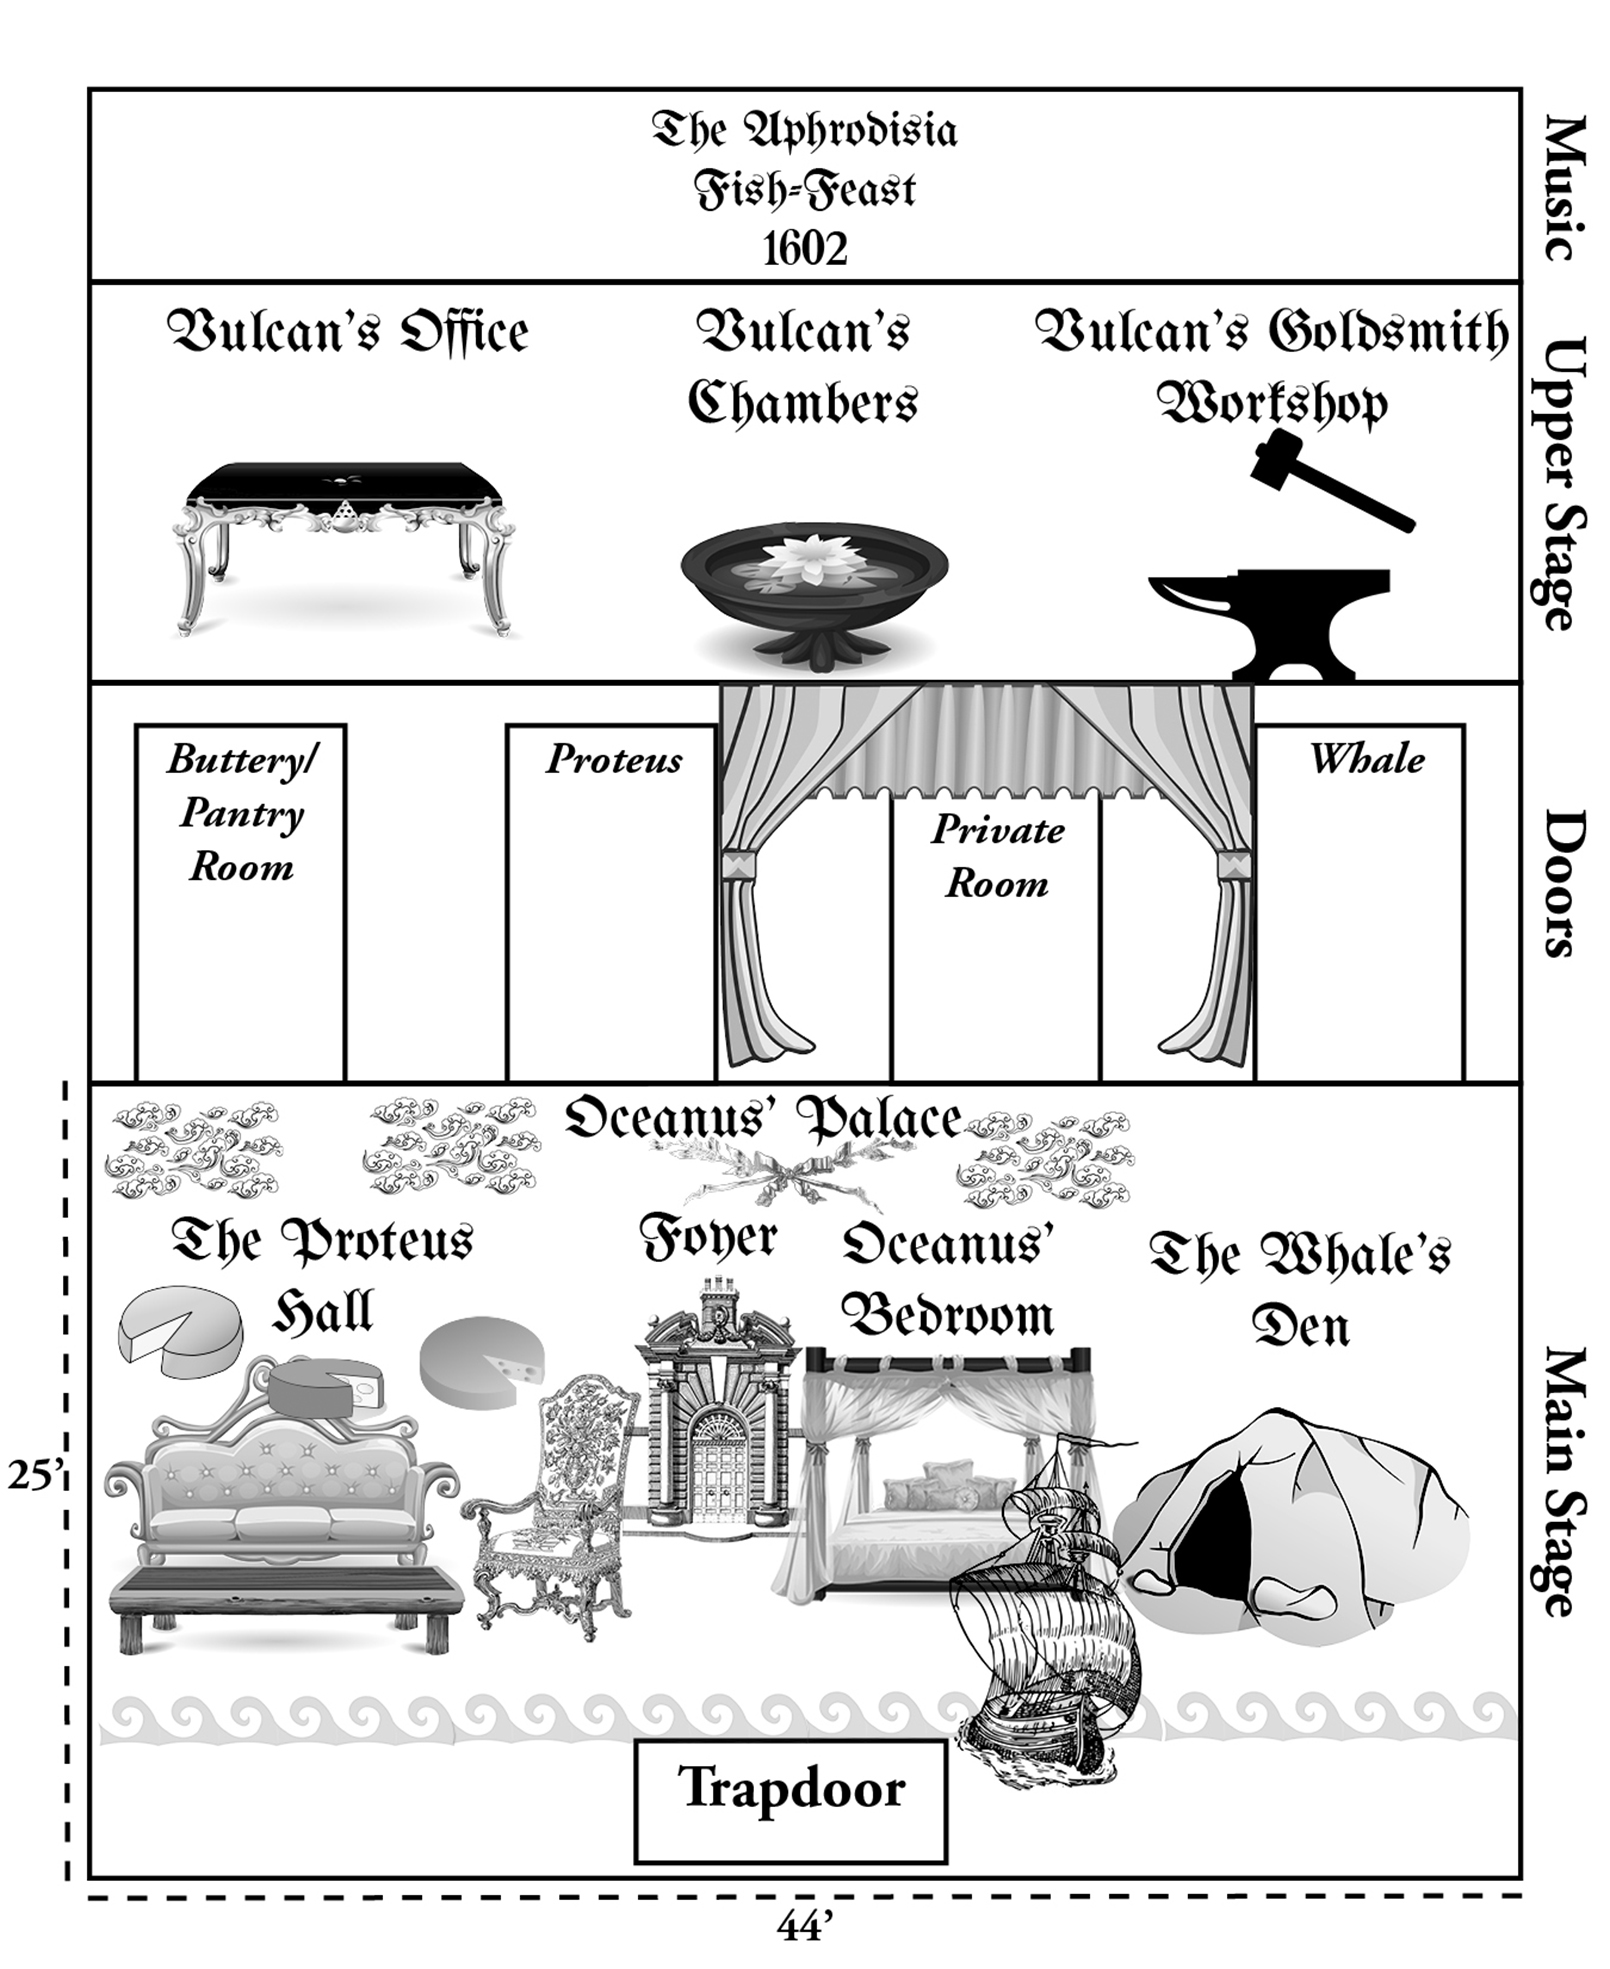 The Aphrodisia
Fish-Feast
1602
Music
Vulcan's Office
Vulcan's
Chambers
Vulcan's Goldsmith
Workshop
Upper Stage
Buttery/
Pantry
Room
Proteus
Private
Room
Whale
Doors
Oceanus' Palace
The Proteus
Hall
Foyer
Oceanus'
Bedroom
The Whale's
Den
Main Stage
25'
Trapdoor
44'